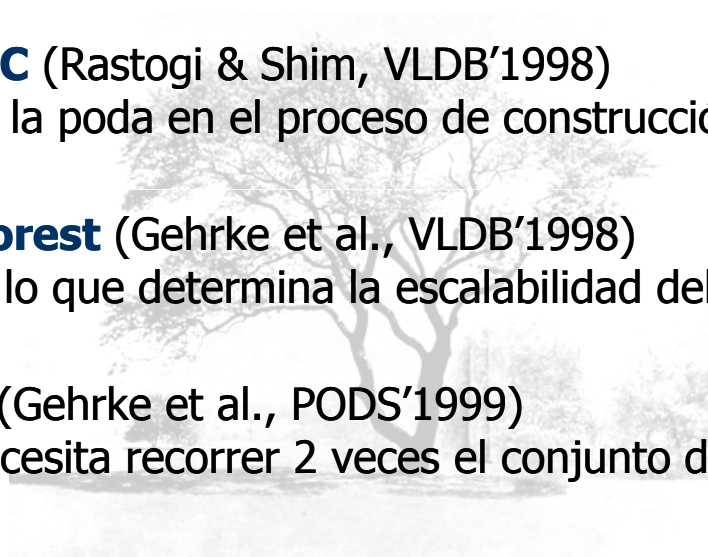 C (Rastogi & Shim, VLDB’1998)
la poda en el proceso de construcció
orest (Gehrke et al., VLDB’1998)
lo que determina la escalabilidad del
(Gehrke et al., PODS’1999)
cesita recorrer 2 veces el conjunto d